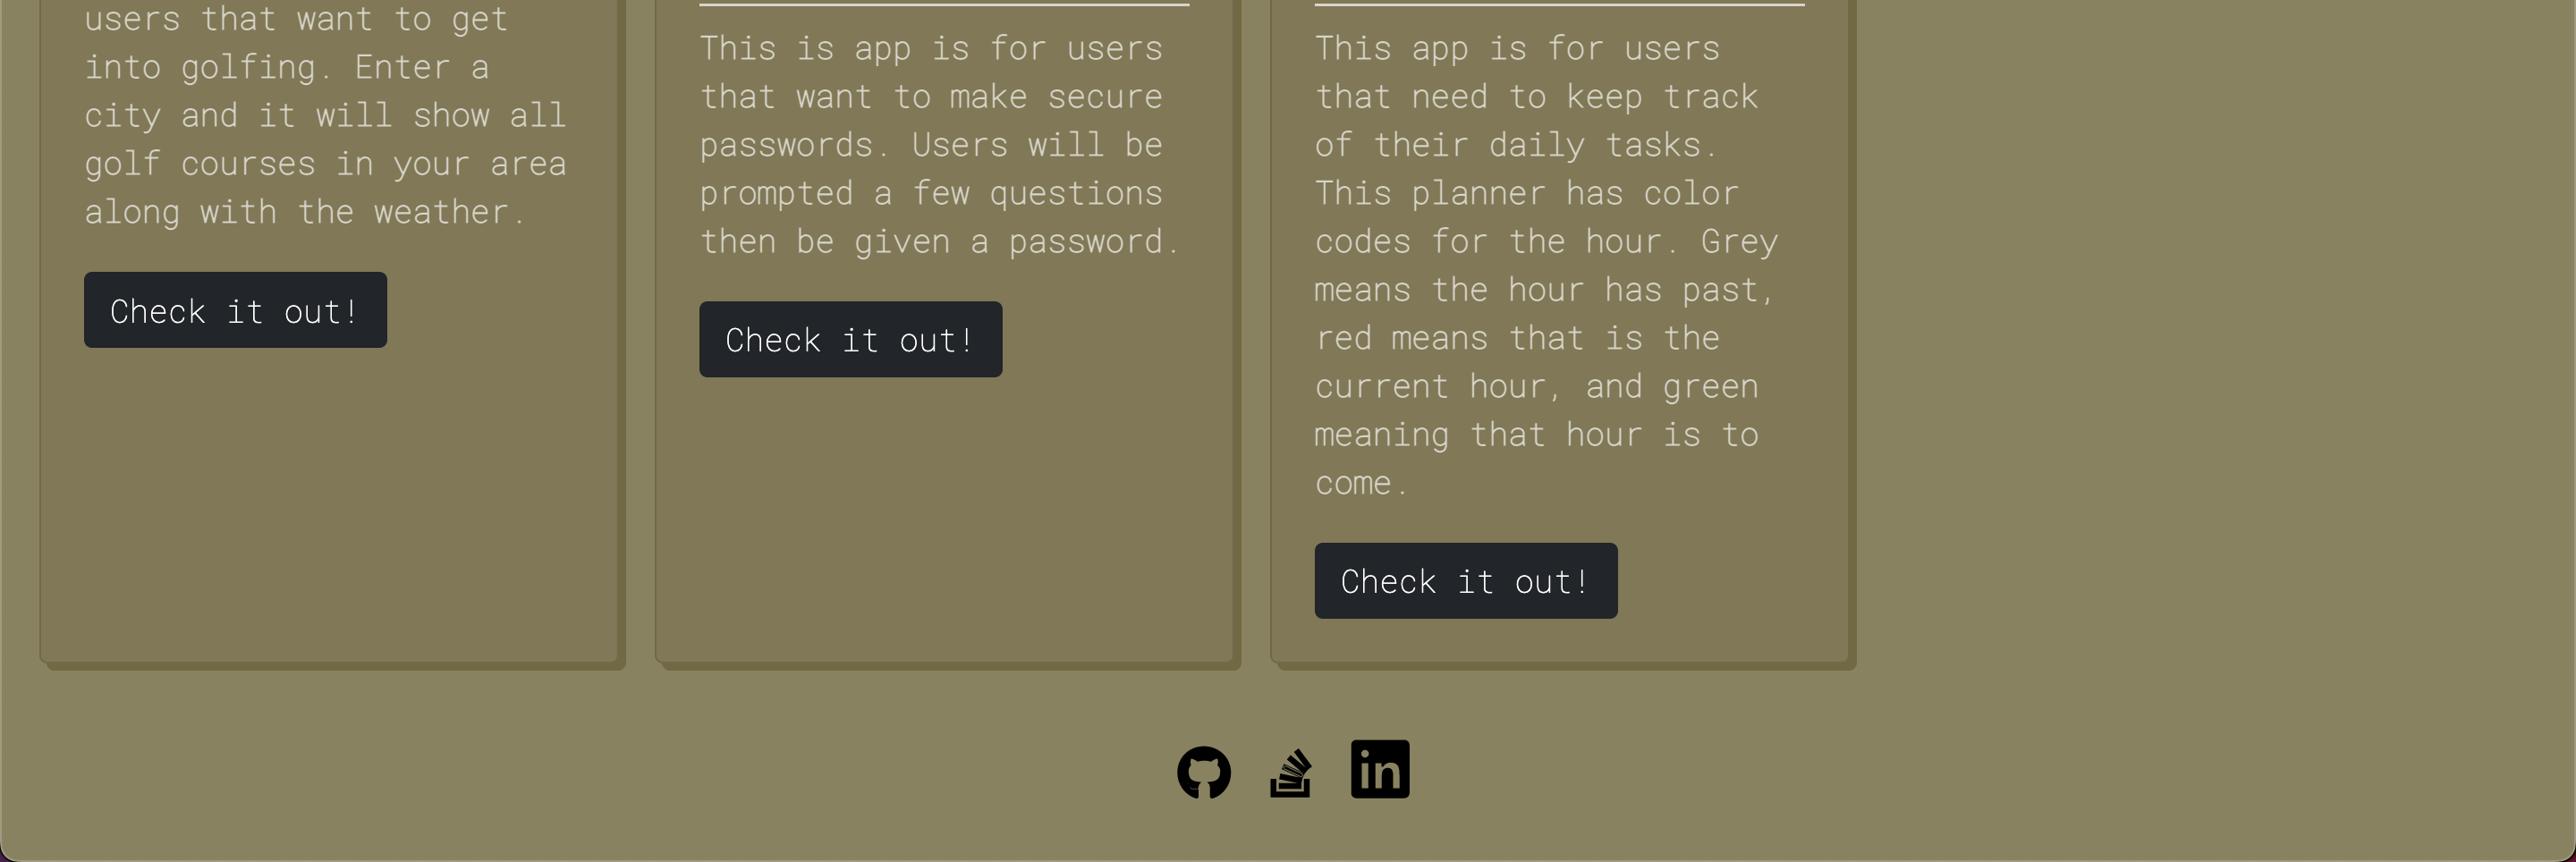 users that want to get
into golfing. Enter a
city and it will show all
golf courses in your area
along with the weather.
Check it out!
This is app is for users
that want to make secure
passwords. Users will be
prompted a few questions
then be given a password.
Check it out!
This app is for users
that need to keep track
of their daily tasks.
This planner has color
codes for the hour. Grey
means the hour has past,
red means that is the
current hour, and green
meaning that hour is to
come.
Check it out!
in